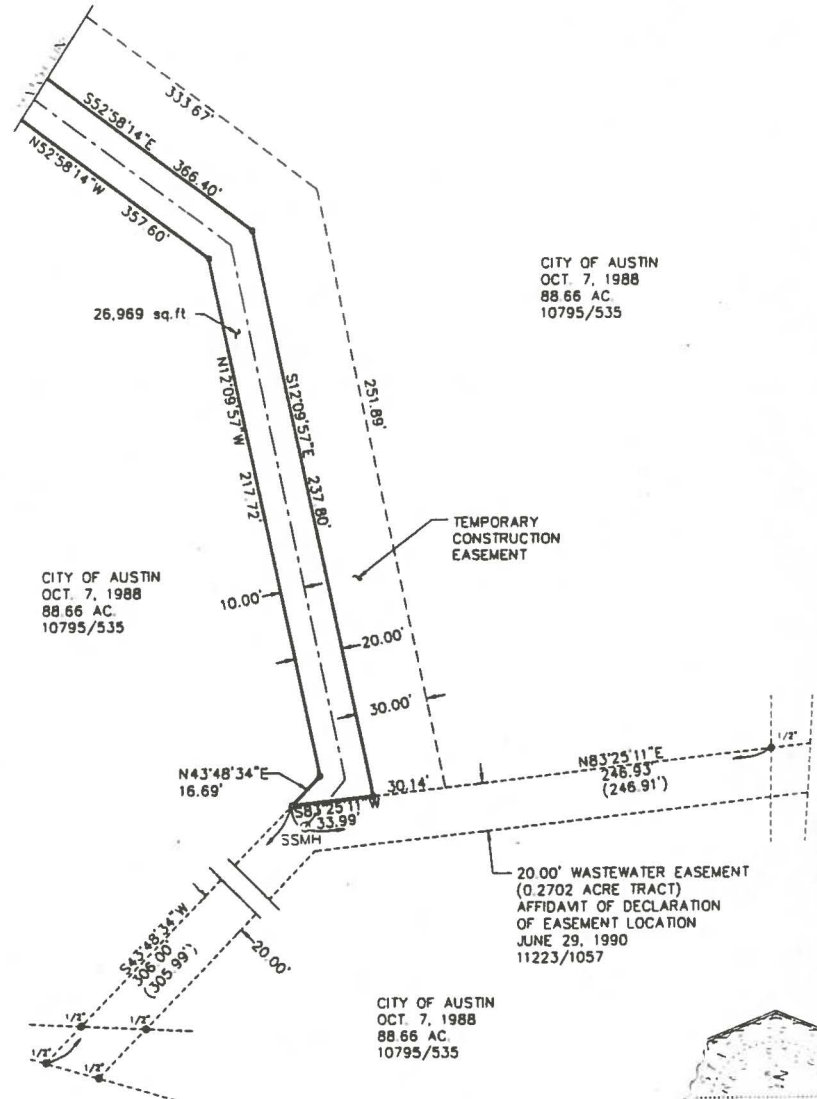 333.67'
S52°58'14"E
366.40'
N52°58'14"W
357.60'
CITY OF AUSTIN
OCT. 7, 1988
88.66 AC.
10795/535
26,969 sq.ft
N12°09'57"W
217.72'
S12°09'57"E
237.80'
251.89'
TEMPORARY
CONSTRUCTION
EASEMENT
CITY OF AUSTIN
OCT. 7, 1988
88.66 AC.
10795/535
10.00'
20.00'
30.00'
1/2"
N83°25'11"E
246.93'
(246.91')
N43°48'34"E
16.69'
30.14'
S83°25'11"W
33.99'
SSMH
20.00' WASTEWATER EASEMENT
(0.2702 ACRE TRACT)
AFFIDAVIT OF DECLARATION
OF EASEMENT LOCATION
JUNE 29, 1990
11223/1057
S43°48'34"W
306.00'
(305.99')
20.00'
CITY OF AUSTIN
OCT. 7, 1988
88.66 AC.
10795/535
1/2"
1/2"
1/2"
1/2"